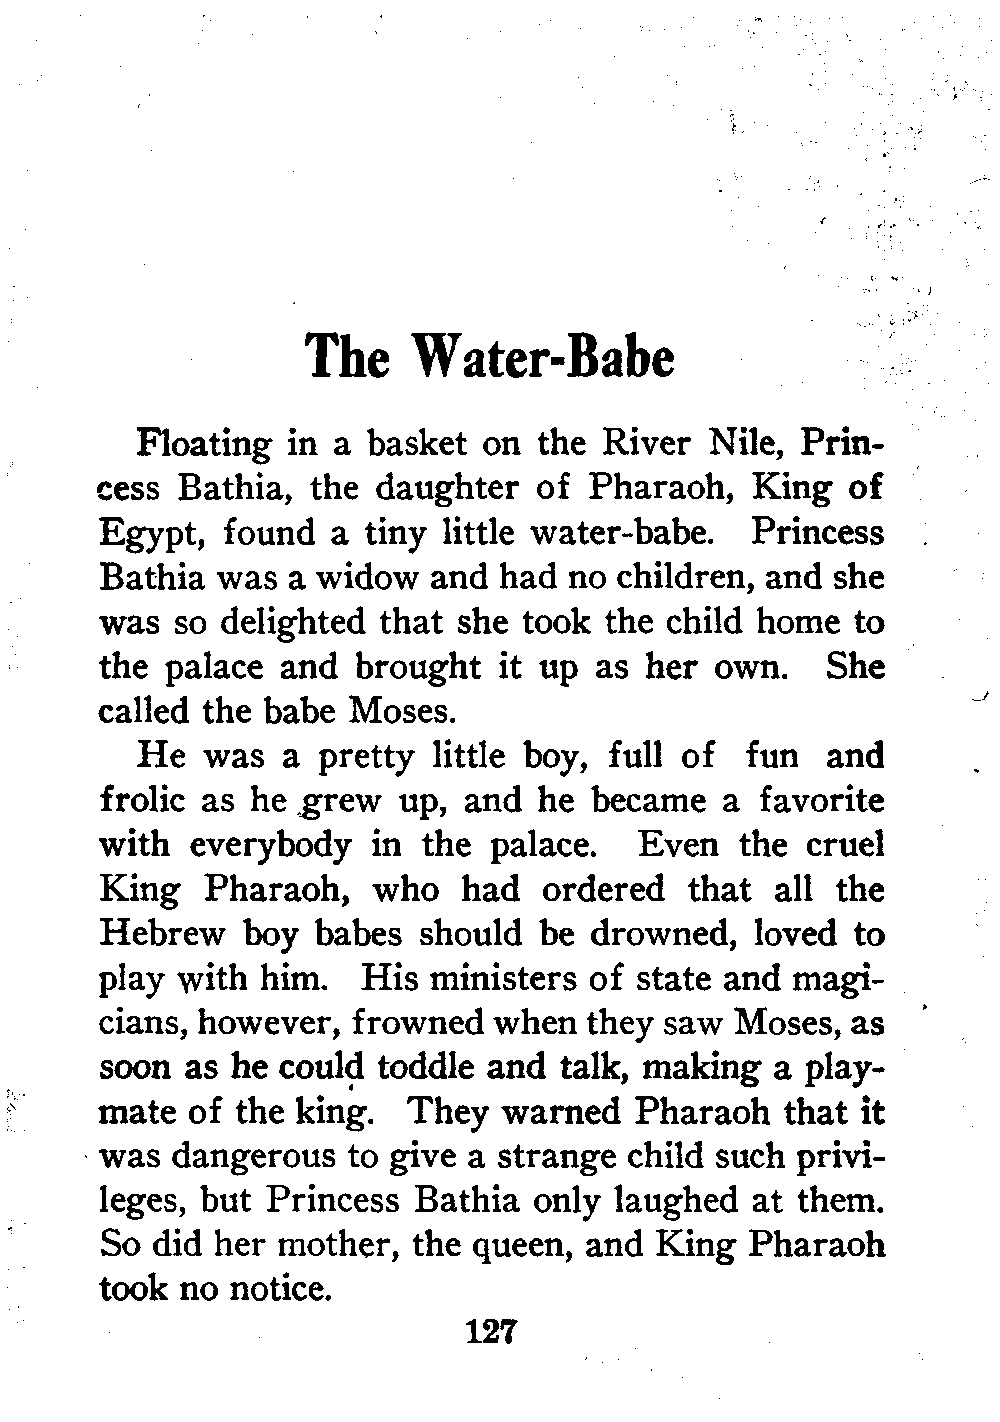 The Water-Babe
Floating in a basket on the River Nile, Prin-
cess Bathia, the daughter of Pharaoh, King of
Egypt, found a tiny little water-babe. Princess
Bathia was a widow and had no children, and she
was so delighted that she took the child home to
the palace and brought it up as her own. She
called the babe Moses.
He was a pretty little boy, full of fun and
frolic as he grew up, and he became a favorite
with everybody in the palace. Even the cruel
King Pharaoh, who had ordered that all the
Hebrew boy babes should be drowned, loved to
play with him. His ministers of state and magi-
cians, however, frowned when they saw Moses, as
soon as he could toddle and talk, making a play-
mate of the king. They warned Pharaoh that it
was dangerous to give a strange child such privi-
leges, but Princess Bathia only laughed at them.
So did her mother, the queen, and King Pharaoh
took no notice.
127